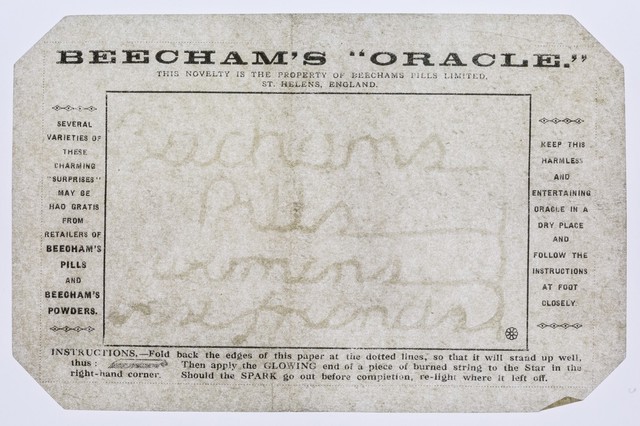 BEECHAM'S "ORACLE."
THIS NOVELTY IS THE PROPERTY OF BEECHAMS PILLS LIMITED,
ST. HELENS, ENGLAND.
SEVERAL
VARIETIES OF
THESE
CHARMING
"SURPRISES"
MAY BE
HAD GRATIS
FROM
RETAILERS OF
BEECHAM'S
PILLS
AND
BEECHAM'S
POWDERS.
Beechams
Pills
KEEP THIS
HARMLESS
AND
ENTERTAINING
ORACLE IN A
DRY PLACE
AND
FOLLOW THE
INSTRUCTIONS
AT FOOT
CLOSELY
INSTRUCTIONS.—Fold back the edges of this paper at the dotted lines, so that it will stand up well,
thus: Then apply the GLOWING end of a piece of burned string to the Star in the
right-hand corner. Should the SPARK go out before completion, re-light where it left off.